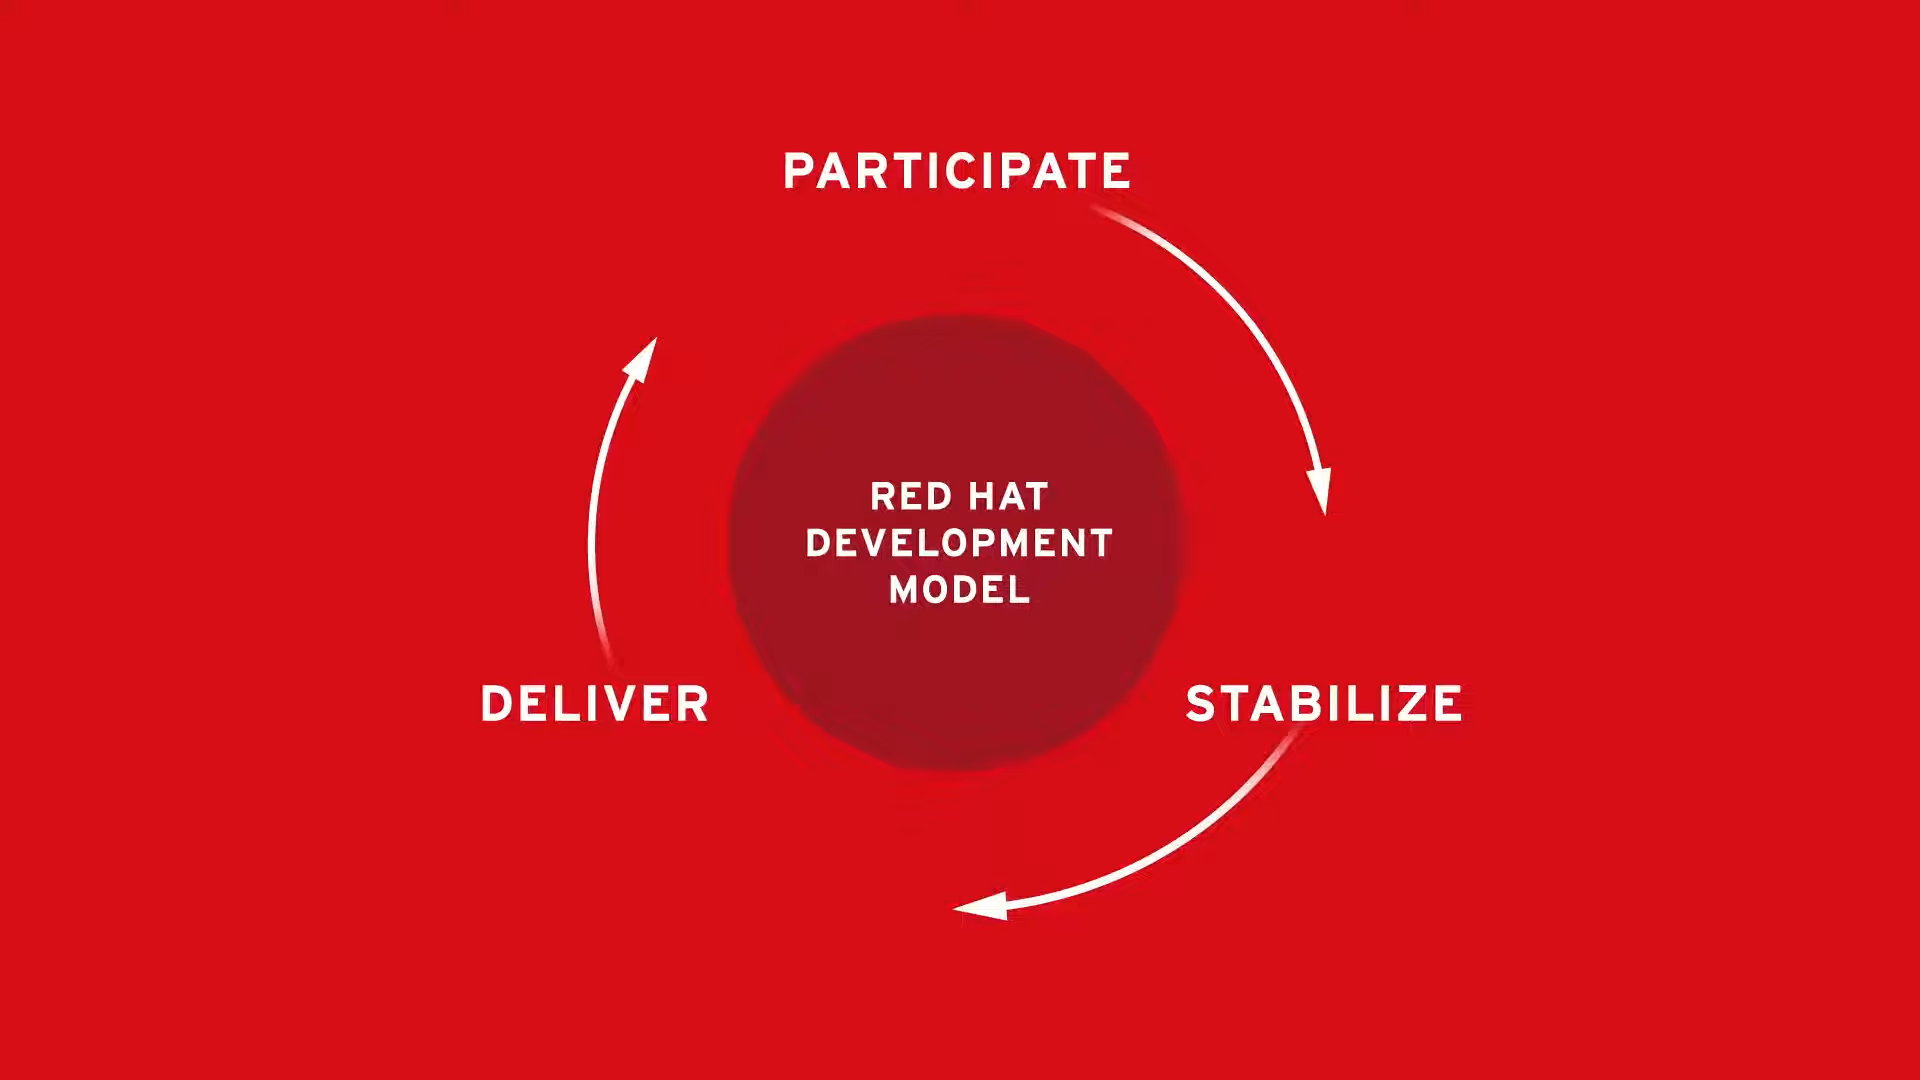 PARTICIPATE
RED HAT
DEVELOPMENT
MODEL
DELIVER
STABILIZE